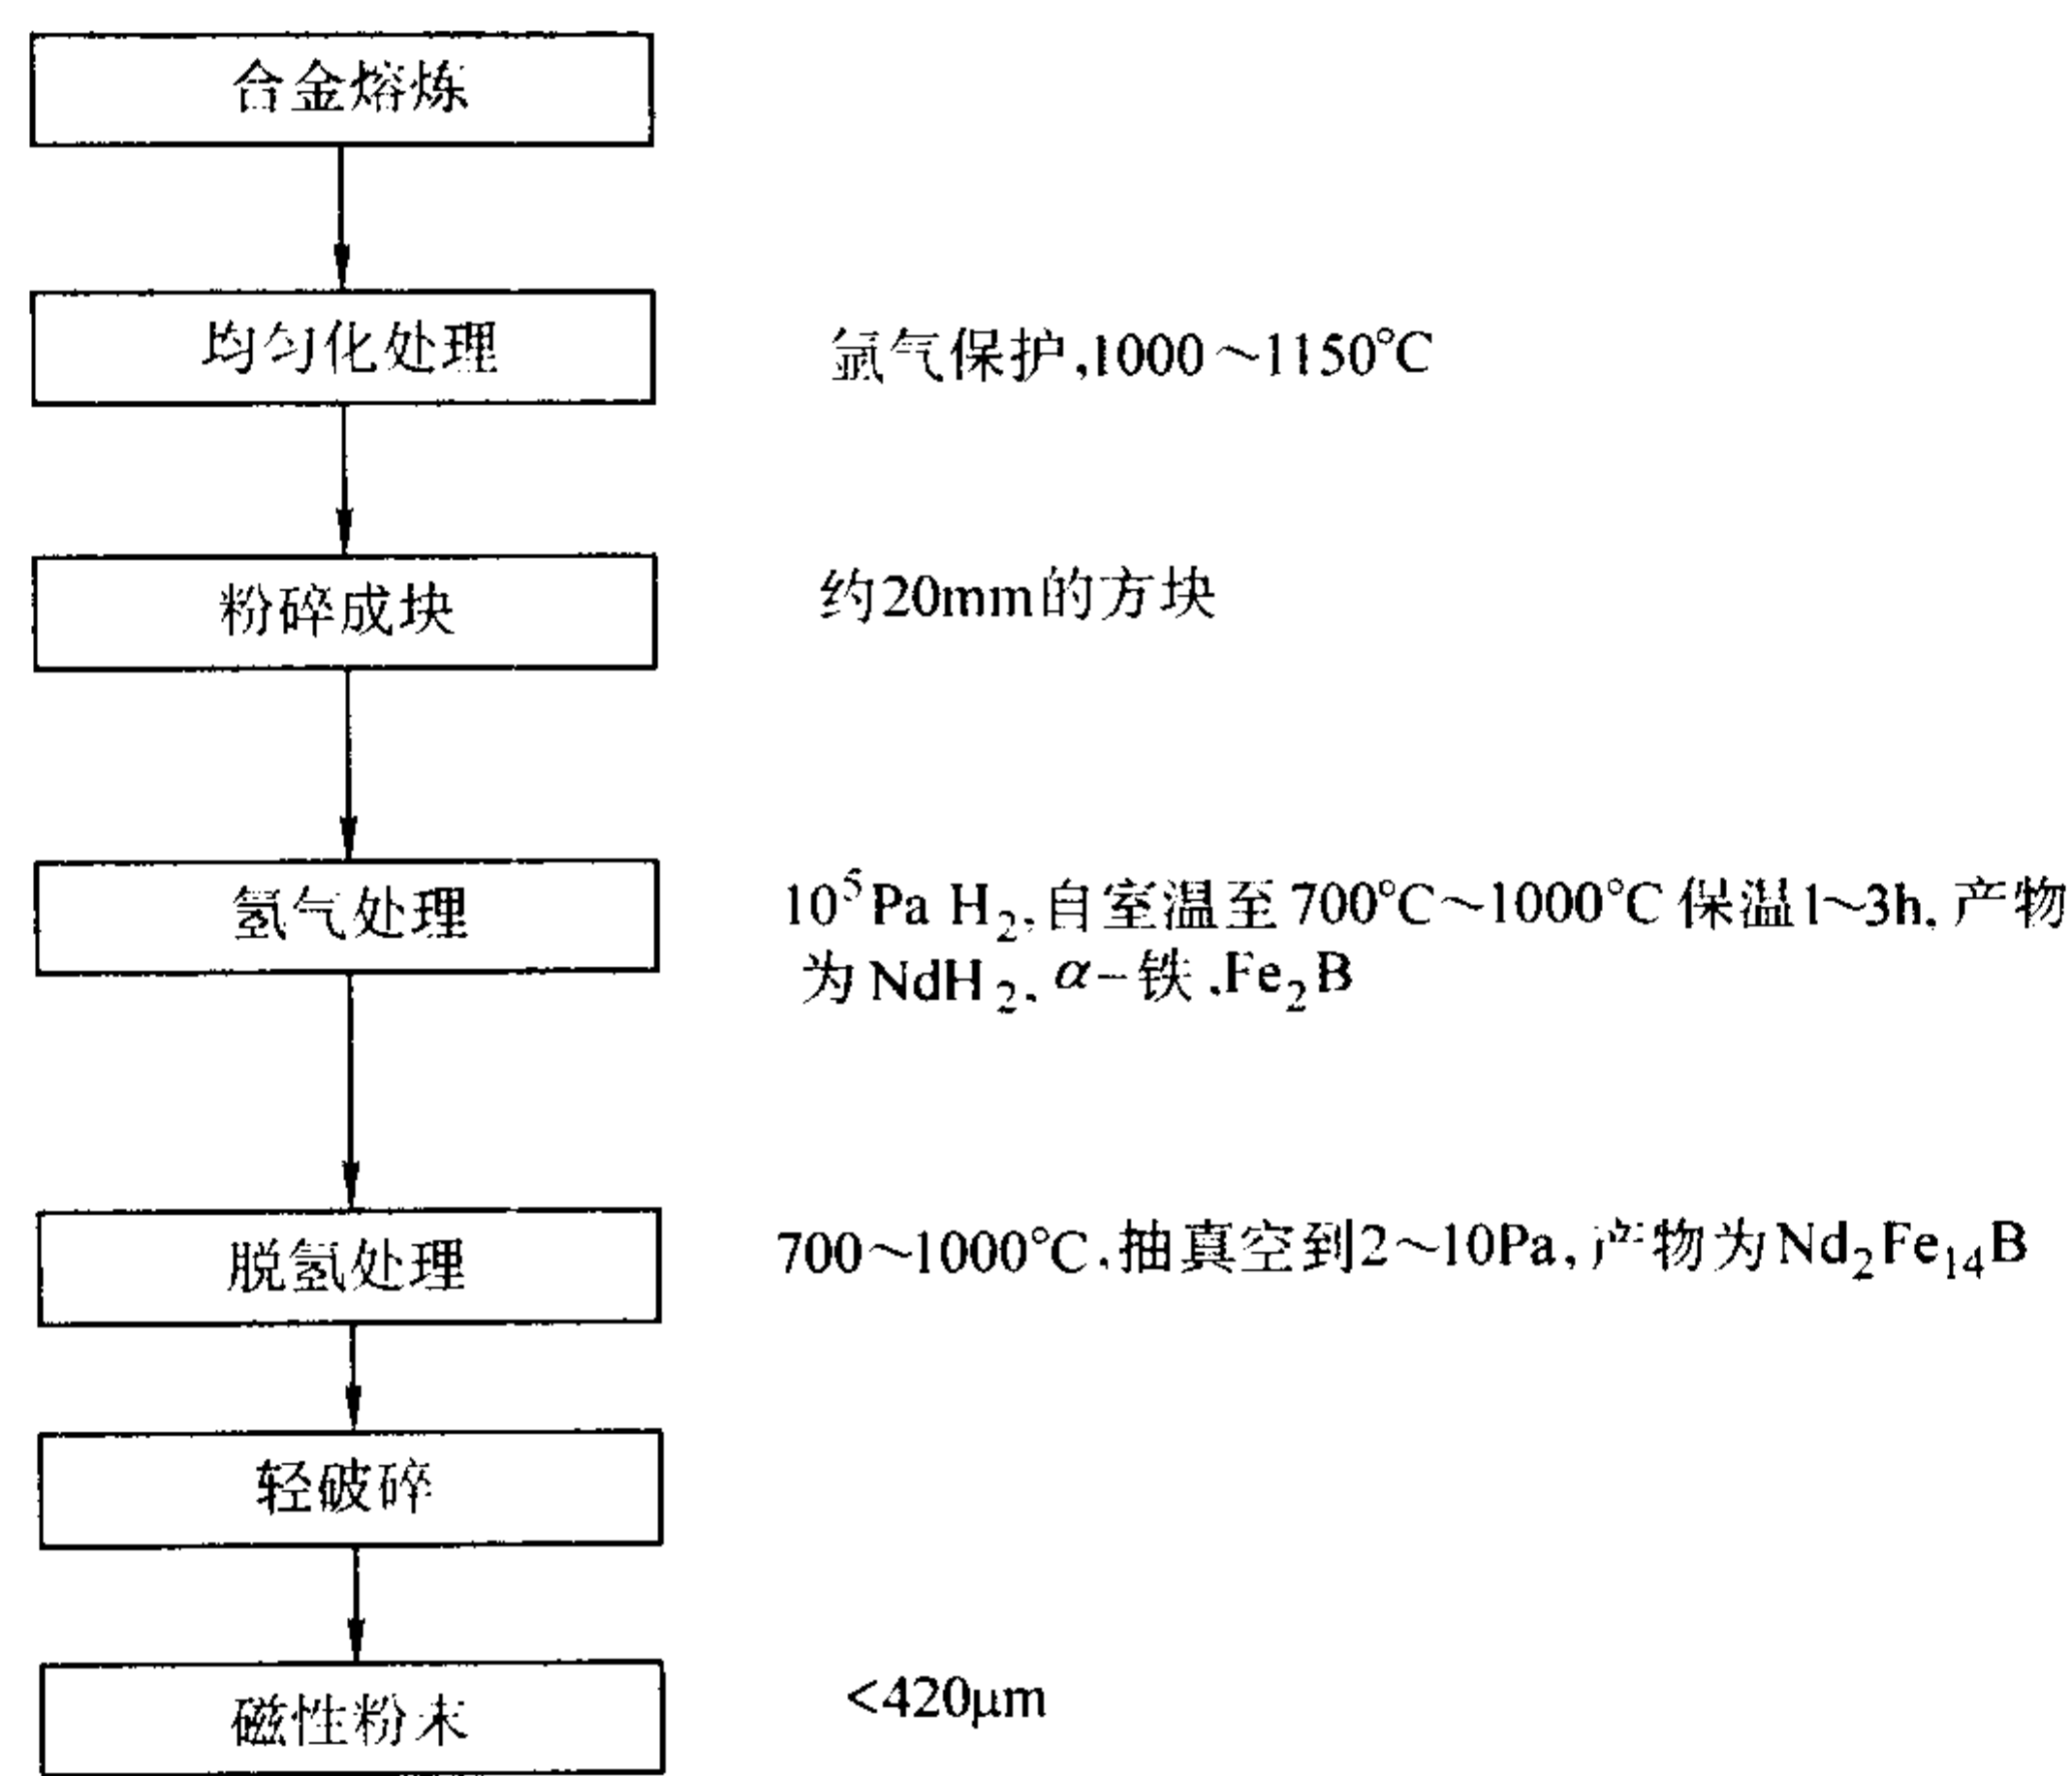 合金熔炼
均匀化处理
氩气保护,1000～1150℃
粉碎成块
约20mm的方块
氢气处理
10⁵Pa H₂,自室温至700℃～1000℃保温1~3h,产物
为NdH₂,α-铁,Fe₂B
脱氢处理
700～1000℃,抽真空到2～10Pa,产物为Nd₂Fe₁₄B
轻破碎
磁性粉末
<420μm